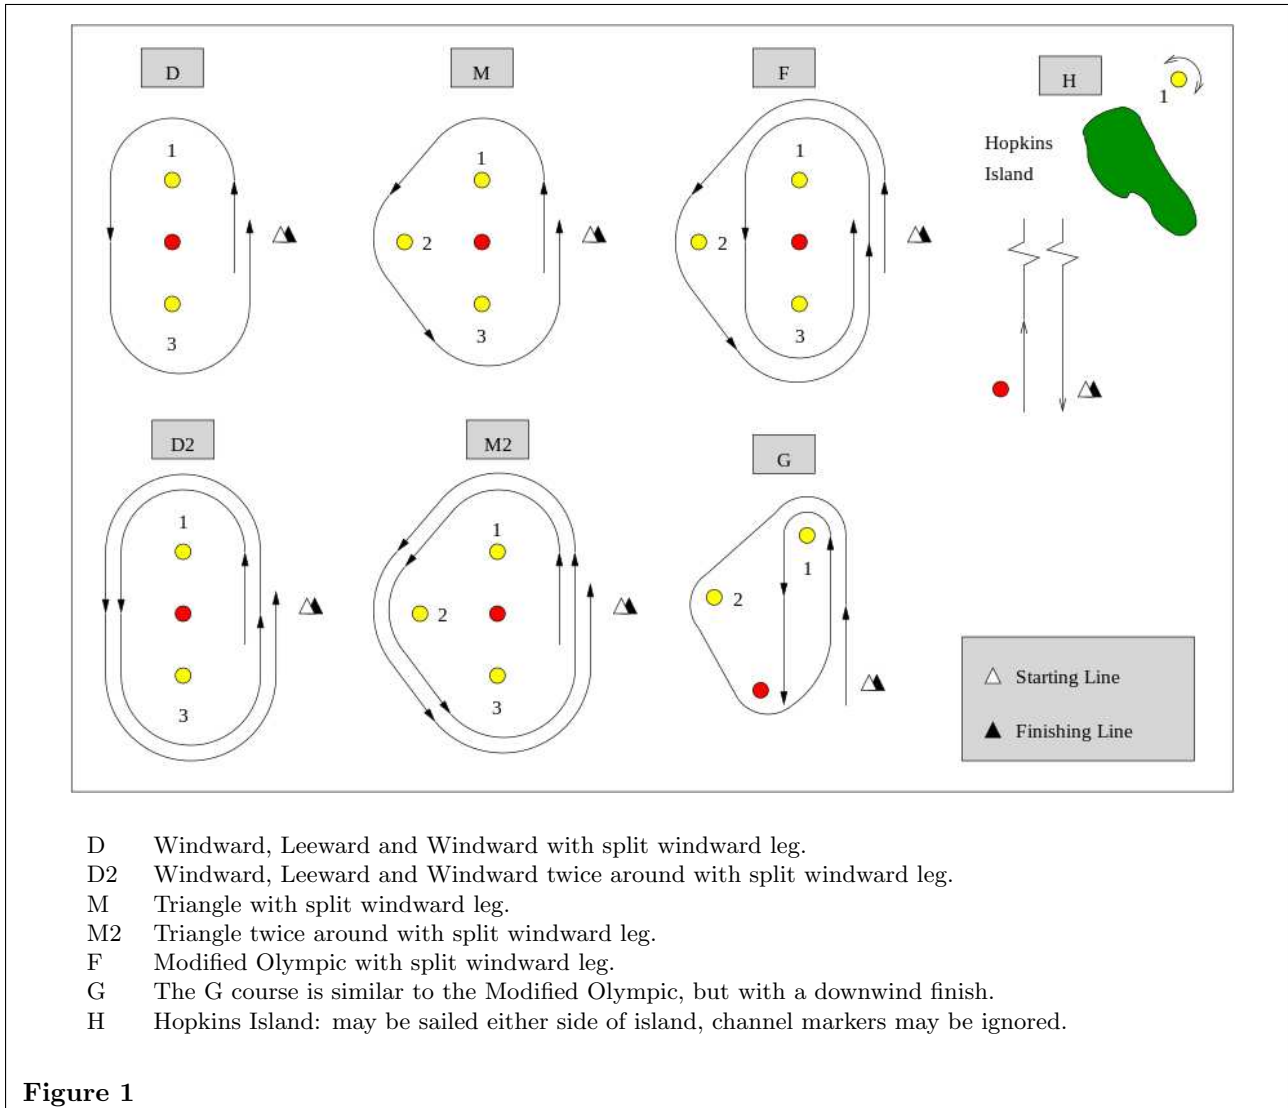 D
M
F
H
1
1
1
1
Hopkins
Island
2
2
3
3
3
D2
M2
G
1
1
1
2
2
3
3
Starting Line
Finishing Line
D Windward, Leeward and Windward with split windward leg.
D2 Windward, Leeward and Windward twice around with split windward leg.
M Triangle with split windward leg.
M2 Triangle twice around with split windward leg.
F Modified Olympic with split windward leg.
G The G course is similar to the Modified Olympic, but with a downwind finish.
H Hopkins Island: may be sailed either side of island, channel markers may be ignored.
Figure 1